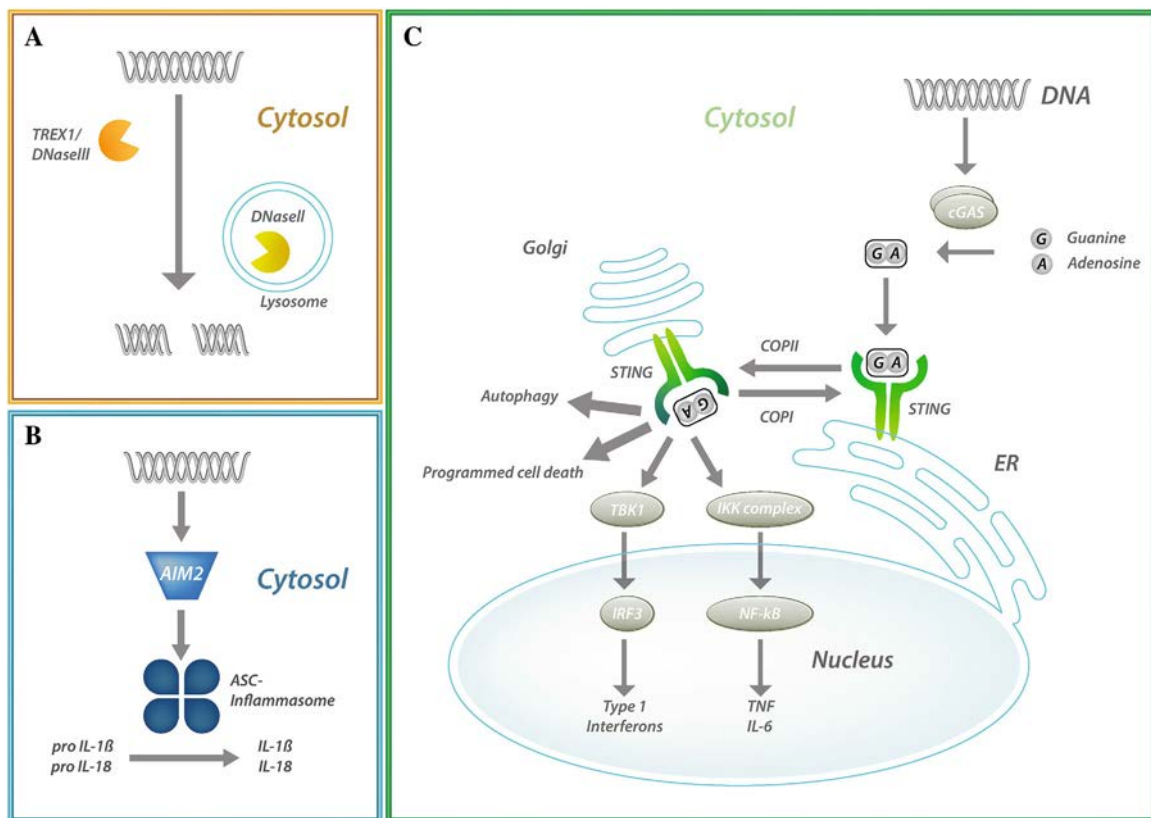 A
Cytosol
TREX1/
DNaseIII
DNaseII
Lysosome
B
AIM2
Cytosol
ASC-
Inflammasome
pro IL-1ß
pro IL-18
IL-1ß
IL-18
C
DNA
Cytosol
cGAS
G Guanine
A Adenosine
G A
Golgi
COPII
G A
STING
STING
Autophagy
G A
COPI
ER
Programmed cell death
TBK1
IKK complex
IRF3
NF-kB
Nucleus
Type 1
Interferons
TNF
IL-6